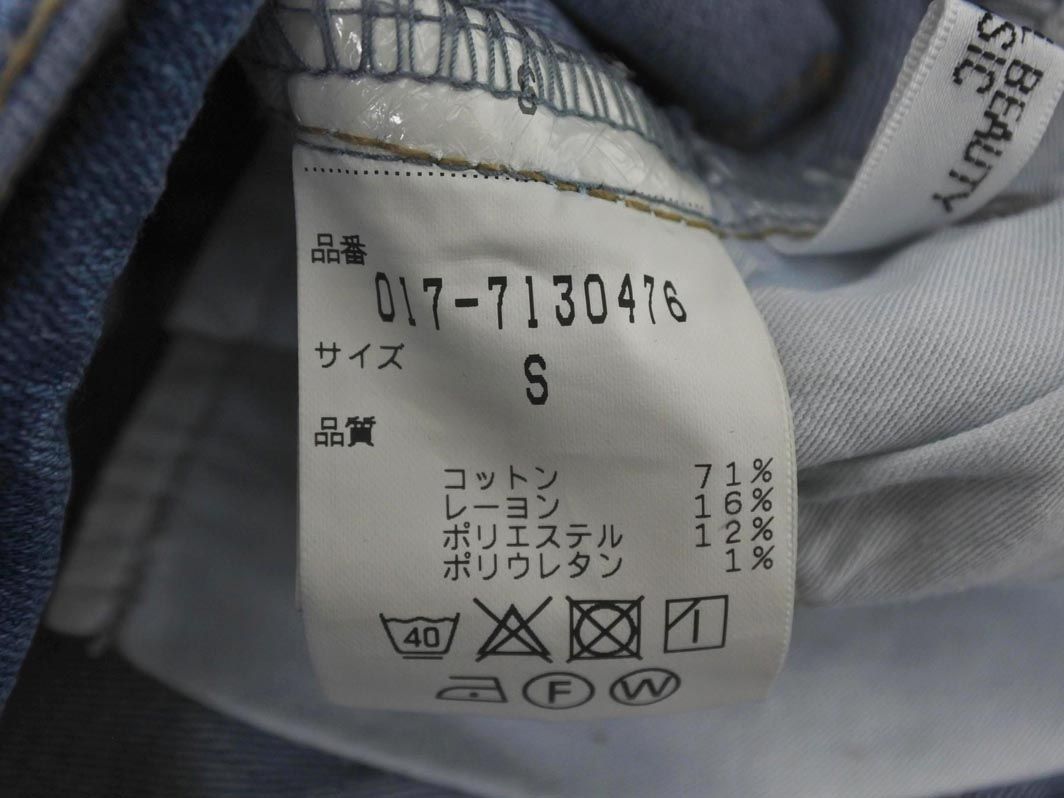 品番
017-7130476
サイズ
S
品質
コットン 71%
レーヨン 16%
ポリエステル 12%
ポリウレタン 1%
40
F
W
BEAUTY
SIC